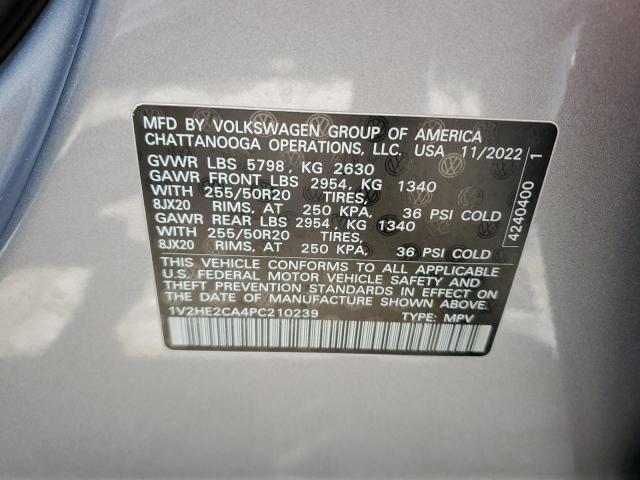 MFD BY VOLKSWAGEN GROUP OF AMERICA
CHATTANOOGA OPERATIONS, LLC, USA 11/2022
GVWR LBS 5798, KG 2630
GAWR FRONT LBS 2954, KG 1340
WITH 255/50R20 TIRES,
8JX20 RIMS, AT 250 KPA, 36 PSI COLD
GAWR REAR LBS 2954, KG 1340
WITH 255/50R20 TIRES,
8JX20 RIMS, AT 250 KPA, 36 PSI COLD
THIS VEHICLE CONFORMS TO ALL APPLICABLE
U.S. FEDERAL MOTOR VEHICLE SAFETY AND
THEFT PREVENTION STANDARDS IN EFFECT ON
THE DATE OF MANUFACTURE SHOWN ABOVE.
1V2HE2CA4PC210239 TYPE: MPV
4240400 1